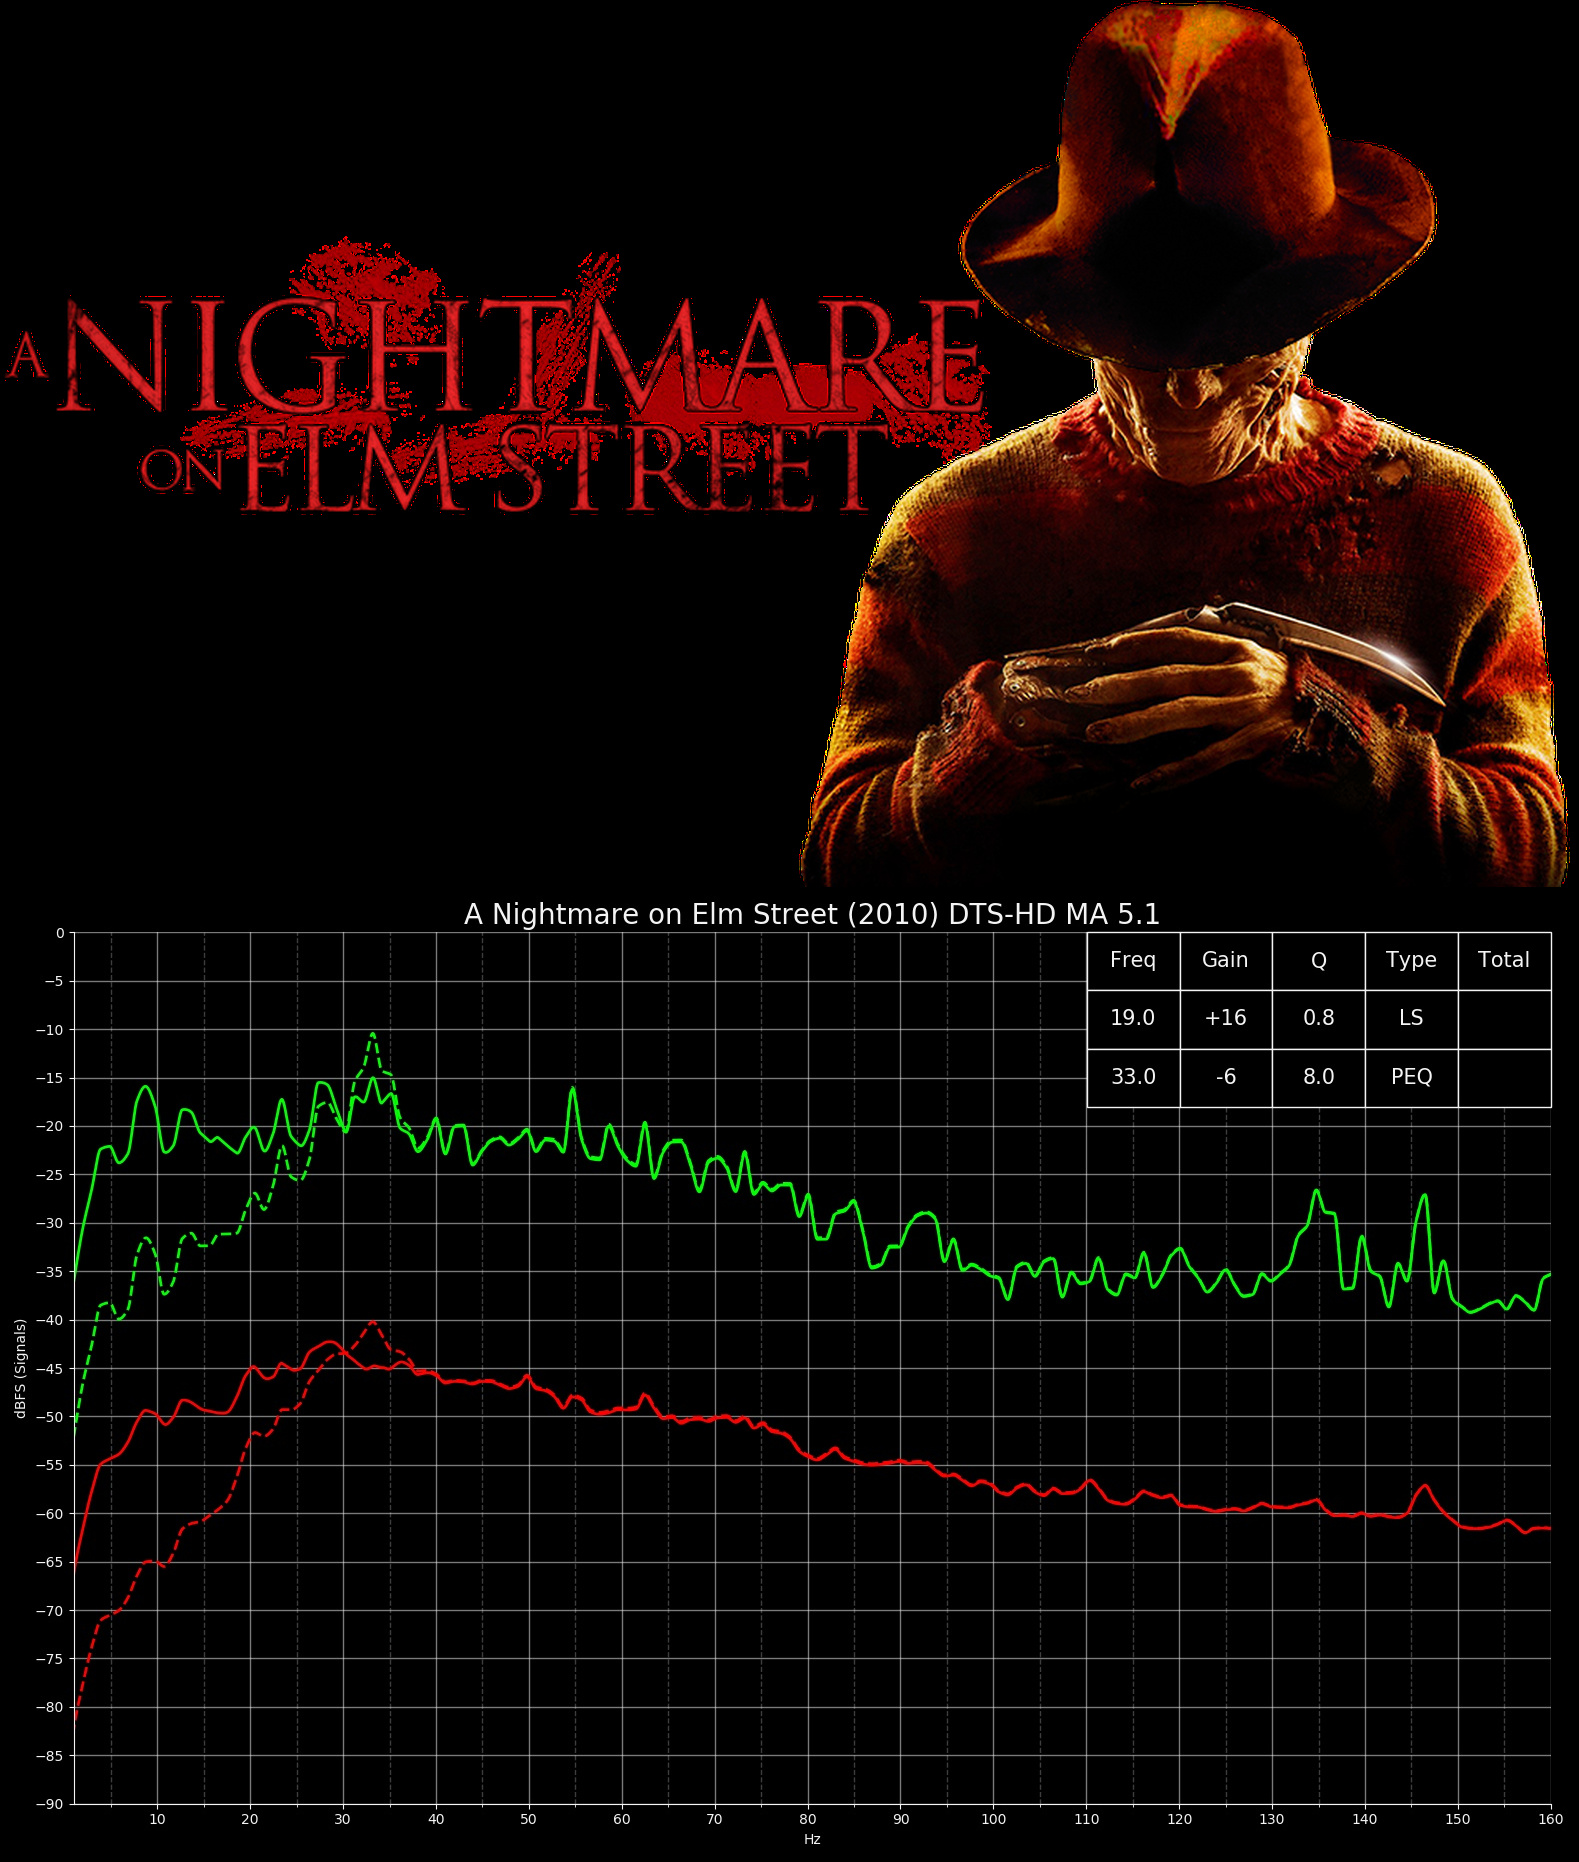 A NIGHTMARE
ON ELM STREET
A Nightmare on Elm Street (2010) DTS-HD MA 5.1
Freq Gain Q Type Total
19.0 +16 0.8 LS
33.0 -6 8.0 PEQ
0
−5
−10
−15
−20
−25
−30
−35
−40
−45
−50
−55
−60
−65
−70
−75
−80
−85
−90
dBFS (Signals)
10 20 30 40 50 60 70 80 90 100 110 120 130 140 150 160
Hz